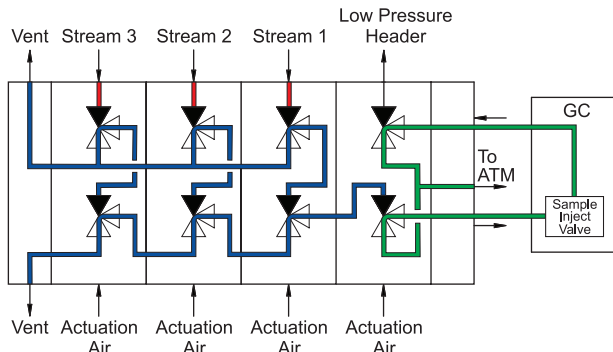 Vent
Stream 3
Stream 2
Stream 1
Low Pressure
Header
GC
To
ATM
Sample
Inject
Valve
Vent
Actuation
Air
Actuation
Air
Actuation
Air
Actuation
Air